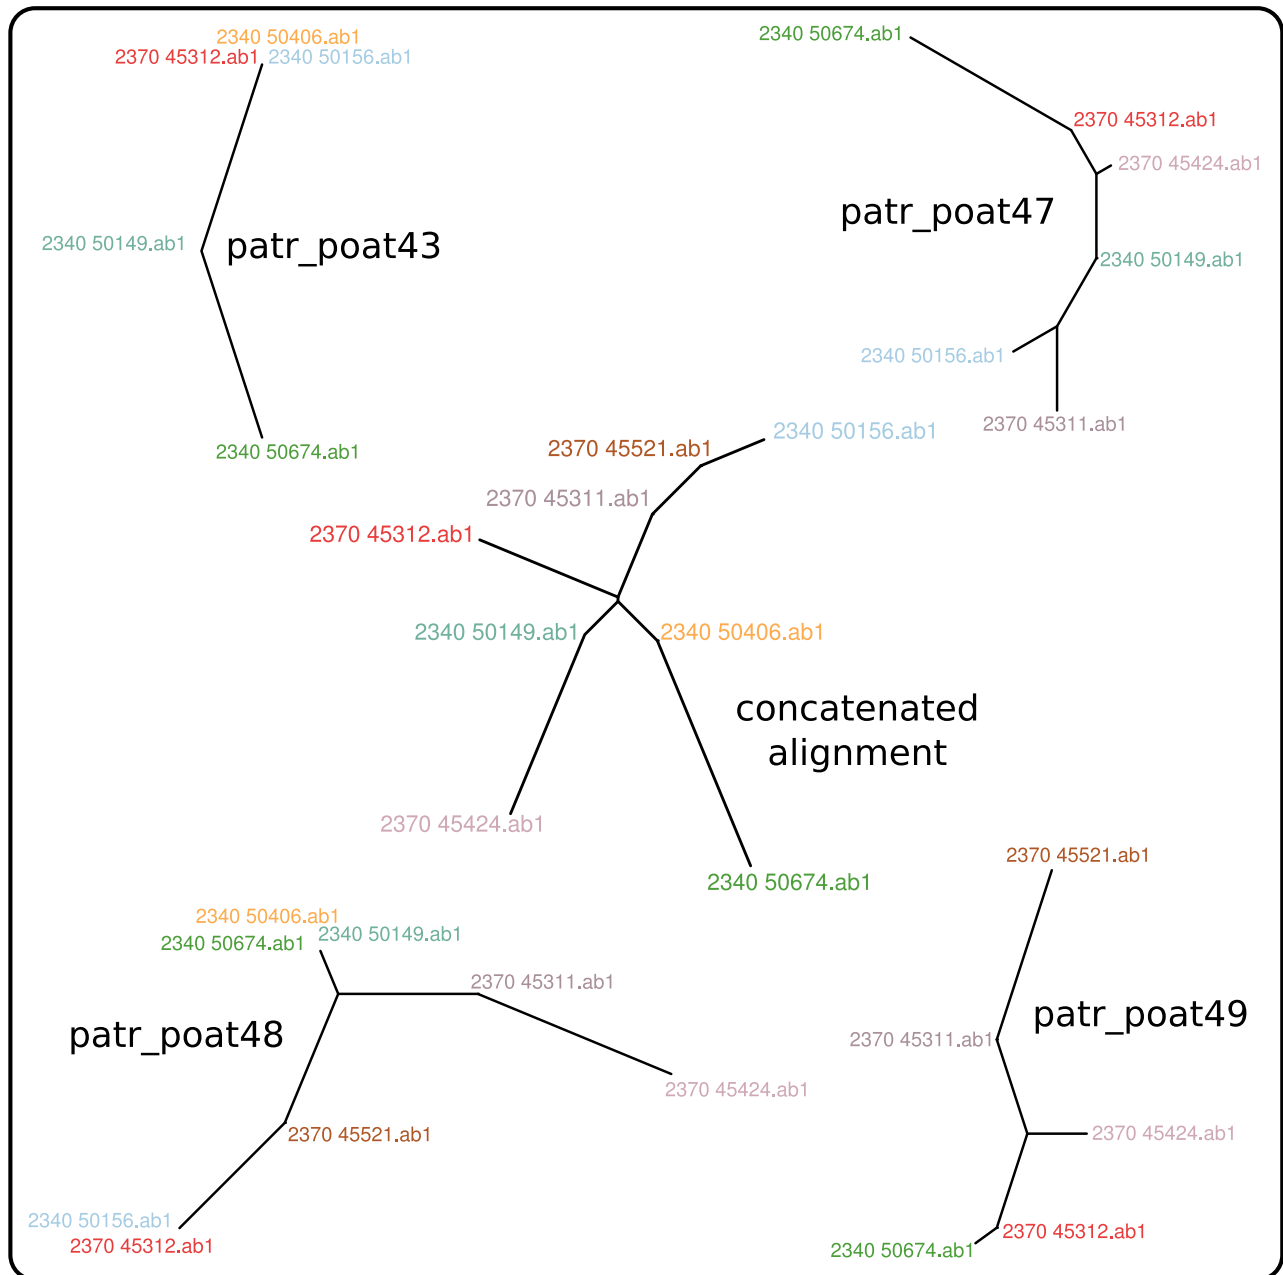 2340 50406.ab1
2370 45312.ab1 2340 50156.ab1
2340 50149.ab1
patr_poat43
2340 50674.ab1
2340 50674.ab1
2370 45312.ab1
2370 45424.ab1
patr_poat47
2340 50149.ab1
2340 50156.ab1
2370 45311.ab1
2340 50156.ab1
2370 45521.ab1
2370 45311.ab1
2370 45312.ab1
2340 50149.ab1
2340 50406.ab1
concatenated
alignment
2370 45424.ab1
2340 50674.ab1
2340 50406.ab1
2340 50149.ab1
2340 50674.ab1
2370 45311.ab1
patr_poat48
2370 45424.ab1
2370 45521.ab1
2340 50156.ab1
2370 45312.ab1
2370 45521.ab1
patr_poat49
2370 45311.ab1
2370 45424.ab1
2370 45312.ab1
2340 50674.ab1